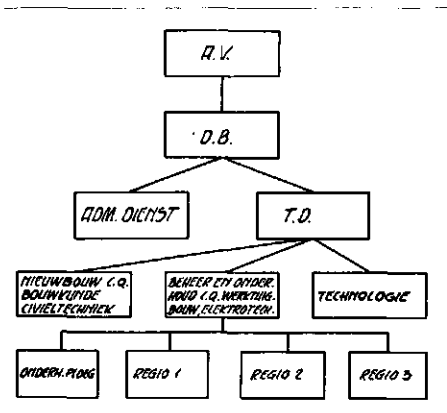 A.V.
D.B.
ADM. DIENST
T.D.
NIEUWBOUW C.Q.
BOUWKUNDE
CIVIELTECHNIEK
BEHEER EN ONDER-
HOUD C.Q. WERKTUIG-
BOUW, ELEKTROTECH.
TECHNOLOGIE
ONDERH. PLOEG
REGIO 1
REGIO 2
REGIO 3